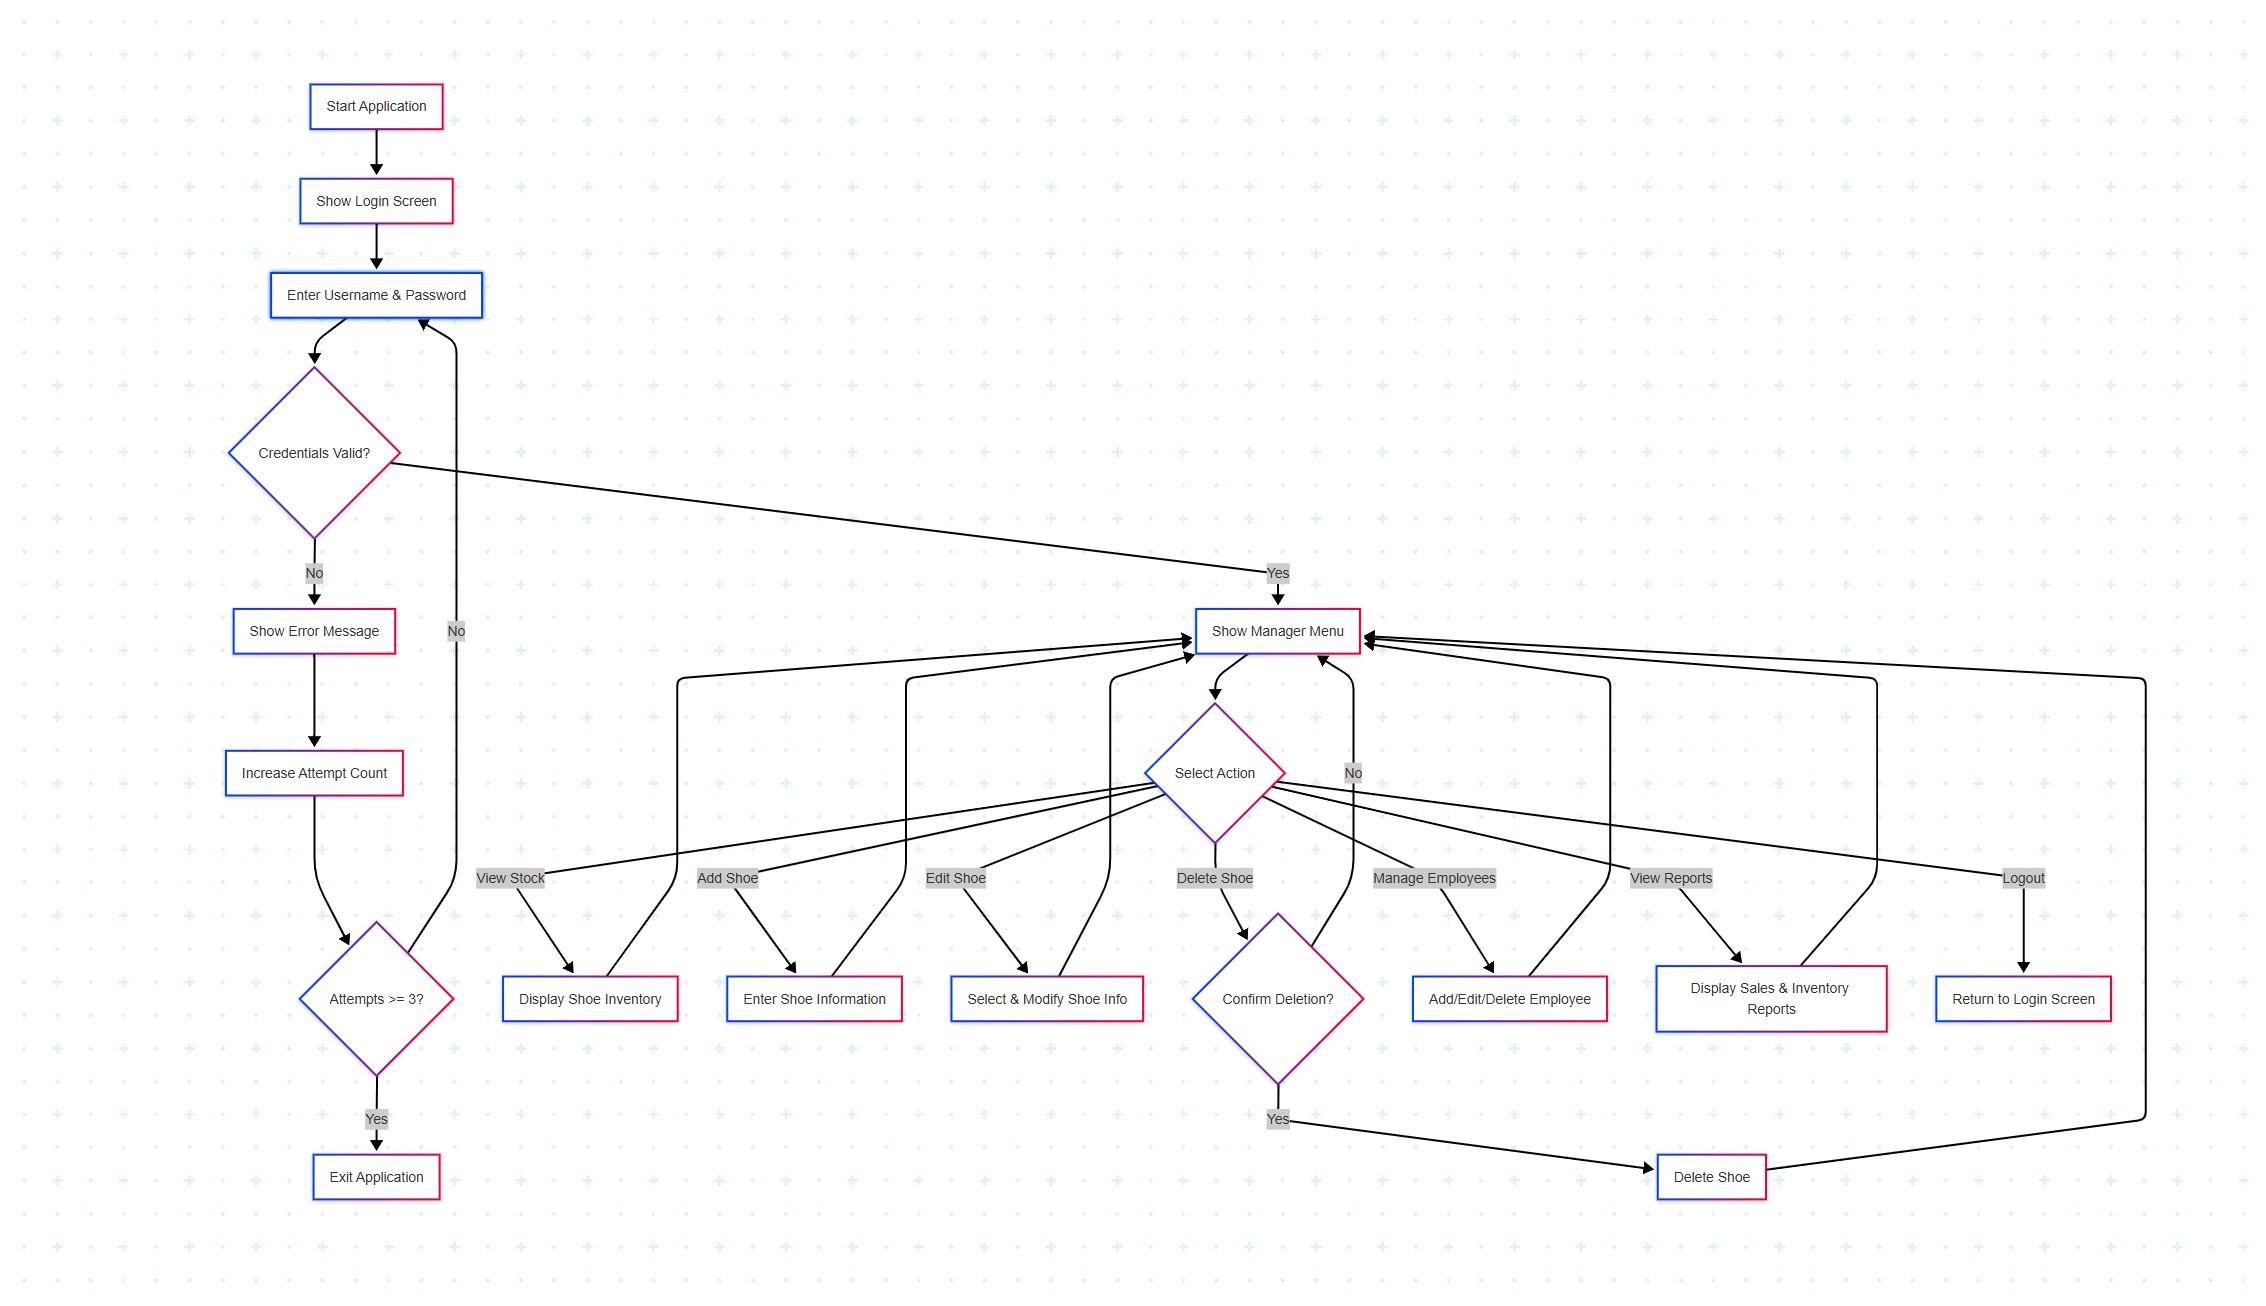 Start Application
Show Login Screen
Enter Username & Password
Credentials Valid?
No
Yes
Show Error Message
No
Show Manager Menu
Increase Attempt Count
Select Action
No
View Stock
Add Shoe
Edit Shoe
Delete Shoe
Manage Employees
View Reports
Logout
Attempts >= 3?
Display Shoe Inventory
Enter Shoe Information
Select & Modify Shoe Info
Confirm Deletion?
Add/Edit/Delete Employee
Display Sales & Inventory
Reports
Return to Login Screen
Yes
Yes
Exit Application
Delete Shoe